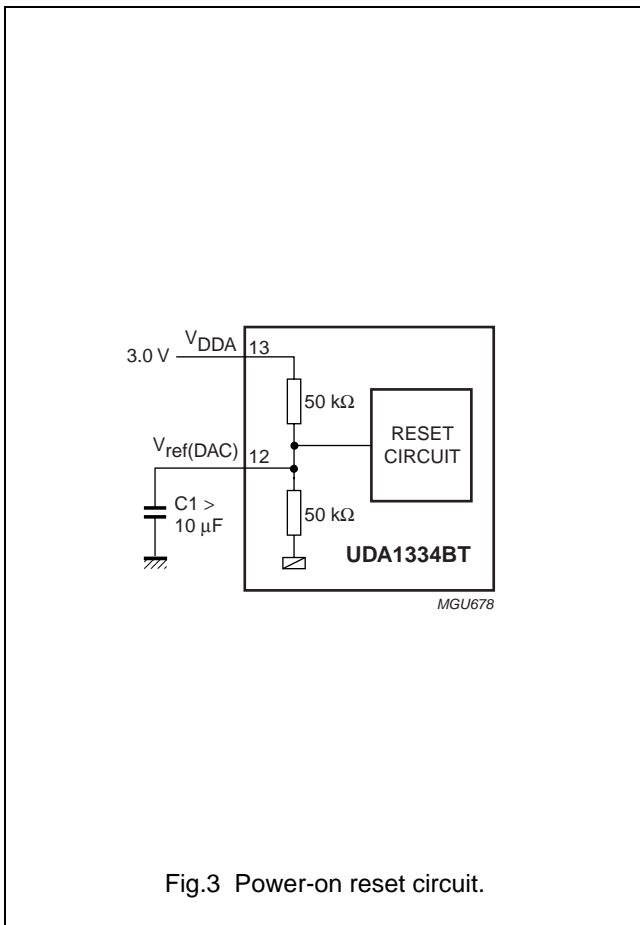 3.0 V
VDDA
13
50 kΩ
RESET
CIRCUIT
Vref(DAC)
12
C1 >
10 μF
50 kΩ
UDA1334BT
MGU678
Fig.3 Power-on reset circuit.